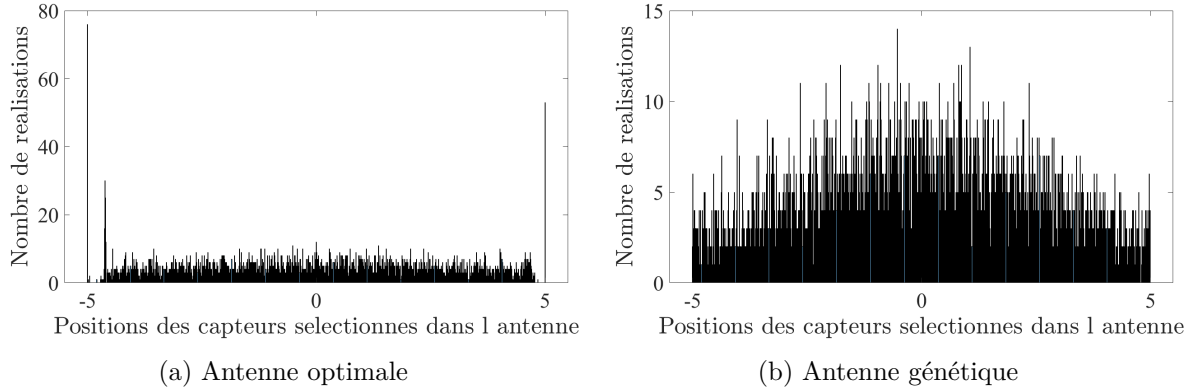 80
60
40
20
0
-5
0
5
Nombre de realisations
Positions des capteurs selectionnes dans l antenne
(a) Antenne optimale
15
10
5
0
-5
0
5
Nombre de realisations
Positions des capteurs selectionnes dans l antenne
(b) Antenne génétique